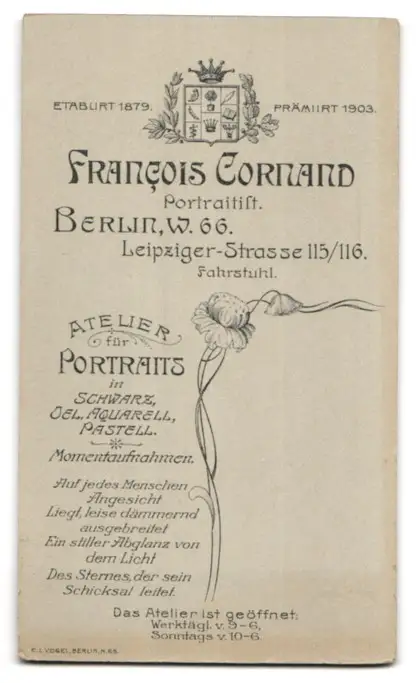 ETABLIRT 1879.
PRÄMIIRT 1903.
FRANÇOIS CORNAND
Portraitist.
BERLIN, W. 66.
Leipziger-Strasse 115/116.
Fahrstuhl.
ATELIER
für
PORTRAITS
in
SCHWARZ,
OEL, AQUARELL,
PASTELL.
Momentaufnahmen.
Auf jedes Menschen
Angesicht
Liegt, leise dämmernd
ausgebreitet
Ein stiller Abglanz von
dem Licht
Des Sternes, der sein
Schicksal leitet.
Das Atelier ist geöffnet:
Werktägl. v. 9-6,
Sonntags v. 10-6.